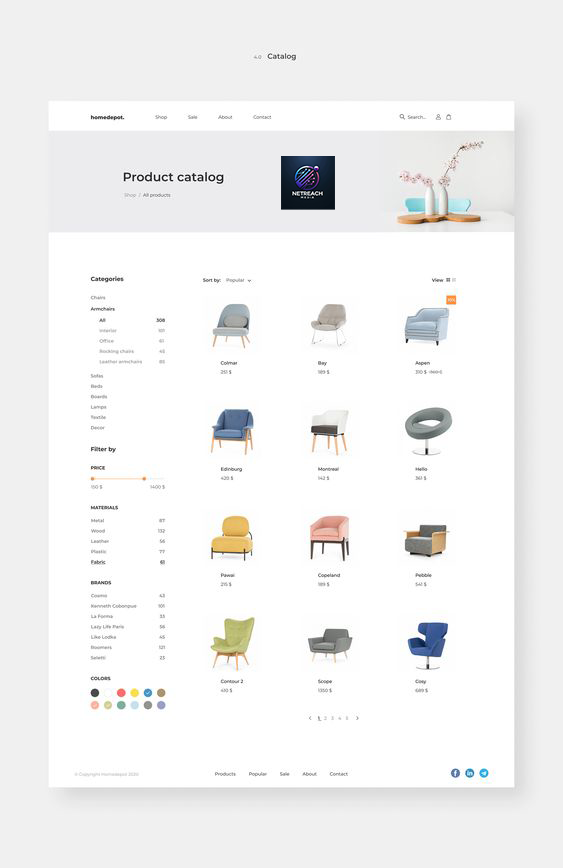 4.0 Catalog
homedepot. Shop Sale About Contact Search...
Product catalog
Shop / All products
NETREACH
MEDIA
Categories
Chairs
Armchairs
All 308
Interior 101
Office 61
Rocking chairs 45
Leather armchairs 85
Sofas
Beds
Boards
Lamps
Textile
Decor
Filter by
PRICE
150 $ 1400 $
MATERIALS
Metal 87
Wood 132
Leather 56
Plastic 77
Fabric 61
BRANDS
Cosmo 43
Kenneth Cobonpue 101
La Forma 33
Lazy Life Paris 56
Like Lodka 45
Roomers 121
Seletti 23
COLORS
Sort by: Popular View
Colmar
251 $
Bay
189 $
Aspen
310 $
Edinburg
420 $
Montreal
142 $
Hello
361 $
Pawai
215 $
Copeland
189 $
Pebble
541 $
Contour 2
410 $
Scope
1350 $
Cosy
689 $
< 1 2 3 4 5 >
© Copyright Homedepot 2020 Products Popular Sale About Contact